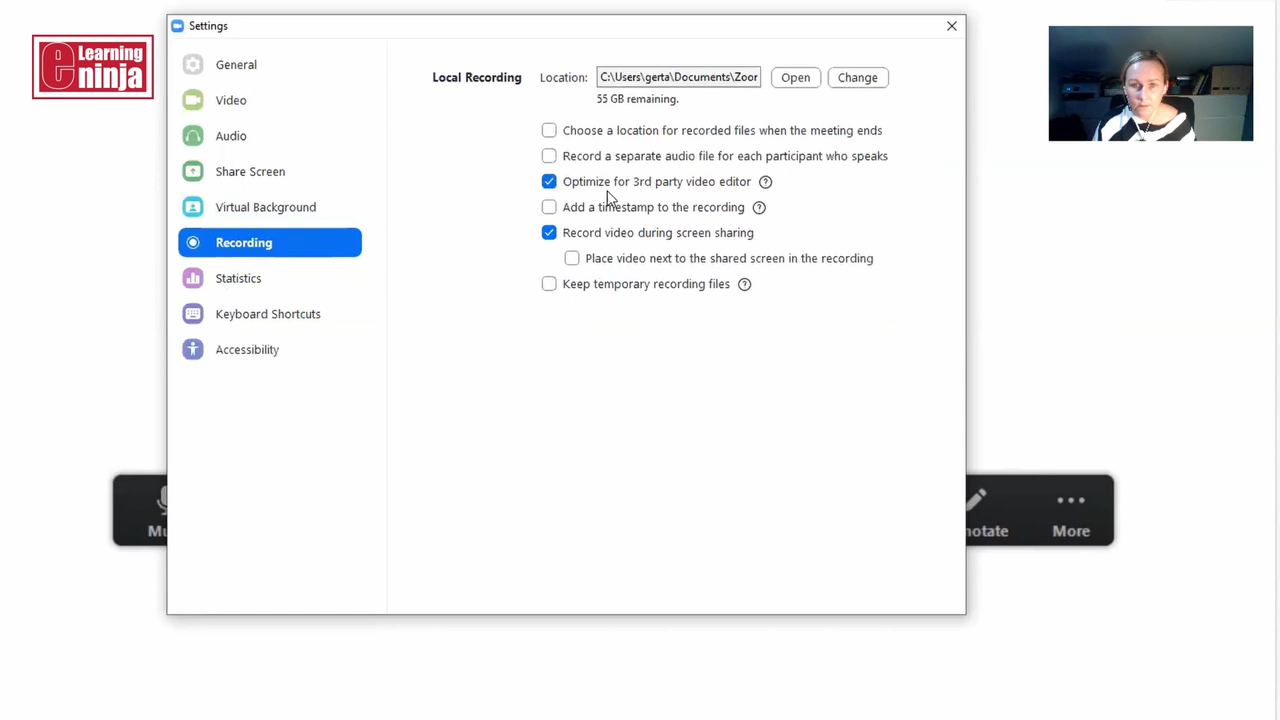 e Learning
ninja
Settings
General
Video
Audio
Share Screen
Virtual Background
Recording
Statistics
Keyboard Shortcuts
Accessibility
Local Recording Location: C:\Users\gerta\Documents\Zoor Open Change
55 GB remaining.
Choose a location for recorded files when the meeting ends
Record a separate audio file for each participant who speaks
Optimize for 3rd party video editor ?
Add a timestamp to the recording ?
Record video during screen sharing
Place video next to the shared screen in the recording
Keep temporary recording files ?
Mu notate More